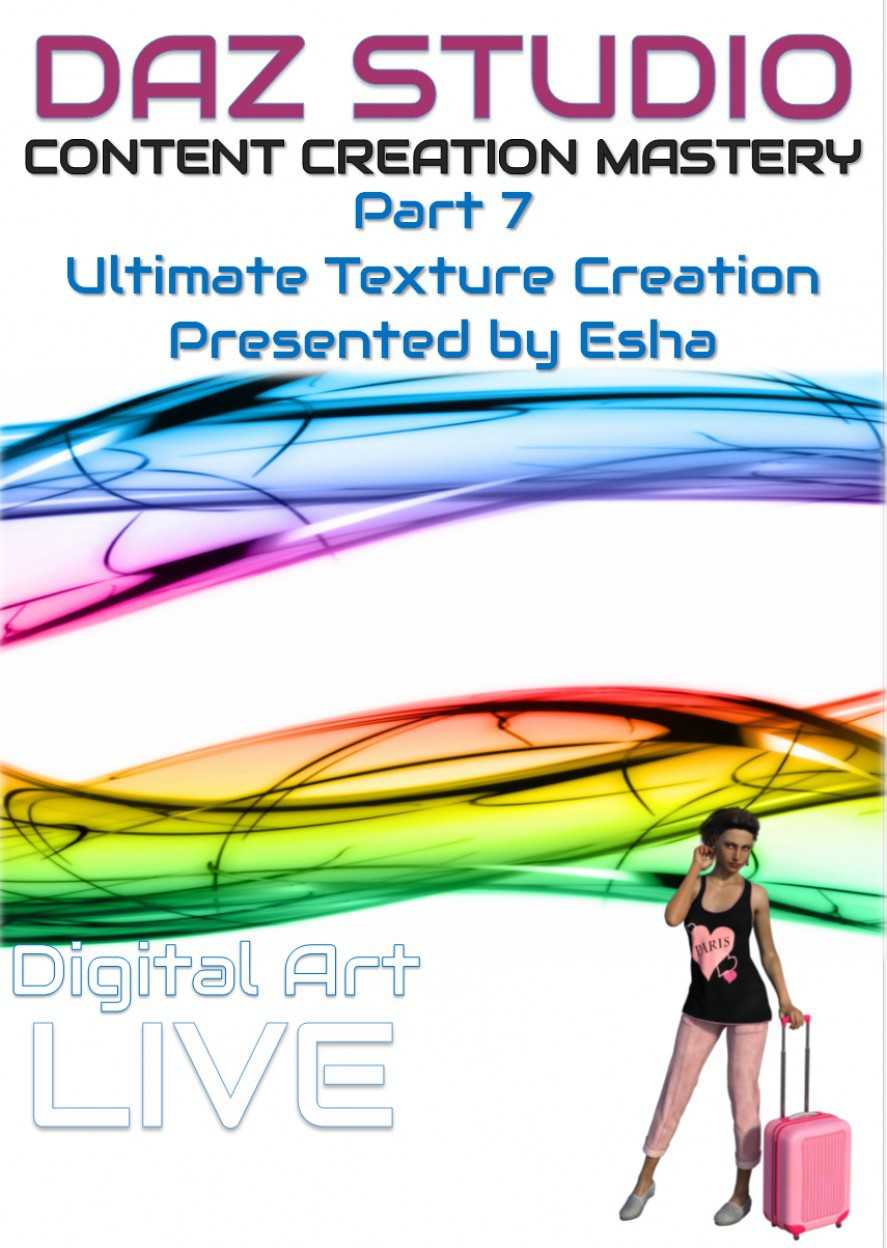 DAZ STUDIO
CONTENT CREATION MASTERY
Part 7
Ultimate Texture Creation
Presented by Esha
PARIS
Digital Art
LIVE